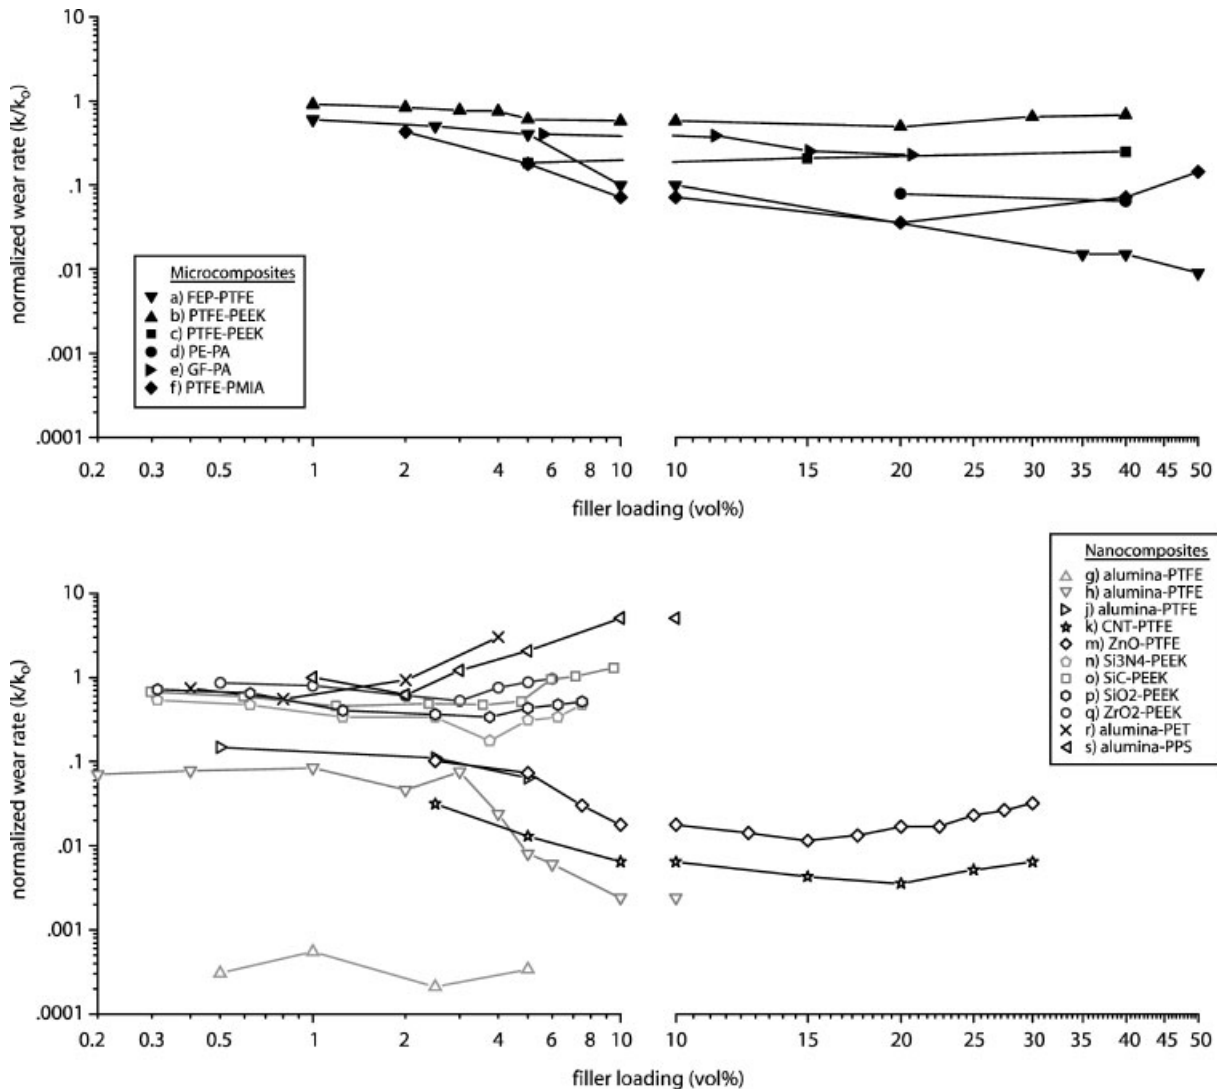 normalized wear rate (k/ko)
10
1
.1
.01
.001
.0001
Microcomposites
a) FEP-PTFE
b) PTFE-PEEK
c) PTFE-PEEK
d) PE-PA
e) GF-PA
f) PTFE-PMIA
0.2 0.3 0.5 1 2 4 6 8 10 10 15 20 25 30 35 40 45 50
filler loading (vol%)
normalized wear rate (k/ko)
10
1
.1
.01
.001
.0001
Nanocomposites
g) alumina-PTFE
h) alumina-PTFE
j) alumina-PTFE
k) CNT-PTFE
m) ZnO-PTFE
n) Si3N4-PEEK
o) SiC-PEEK
p) SiO2-PEEK
q) ZrO2-PEEK
r) alumina-PET
s) alumina-PPS
0.2 0.3 0.5 1 2 4 6 8 10 10 15 20 25 30 35 40 45 50
filler loading (vol%)